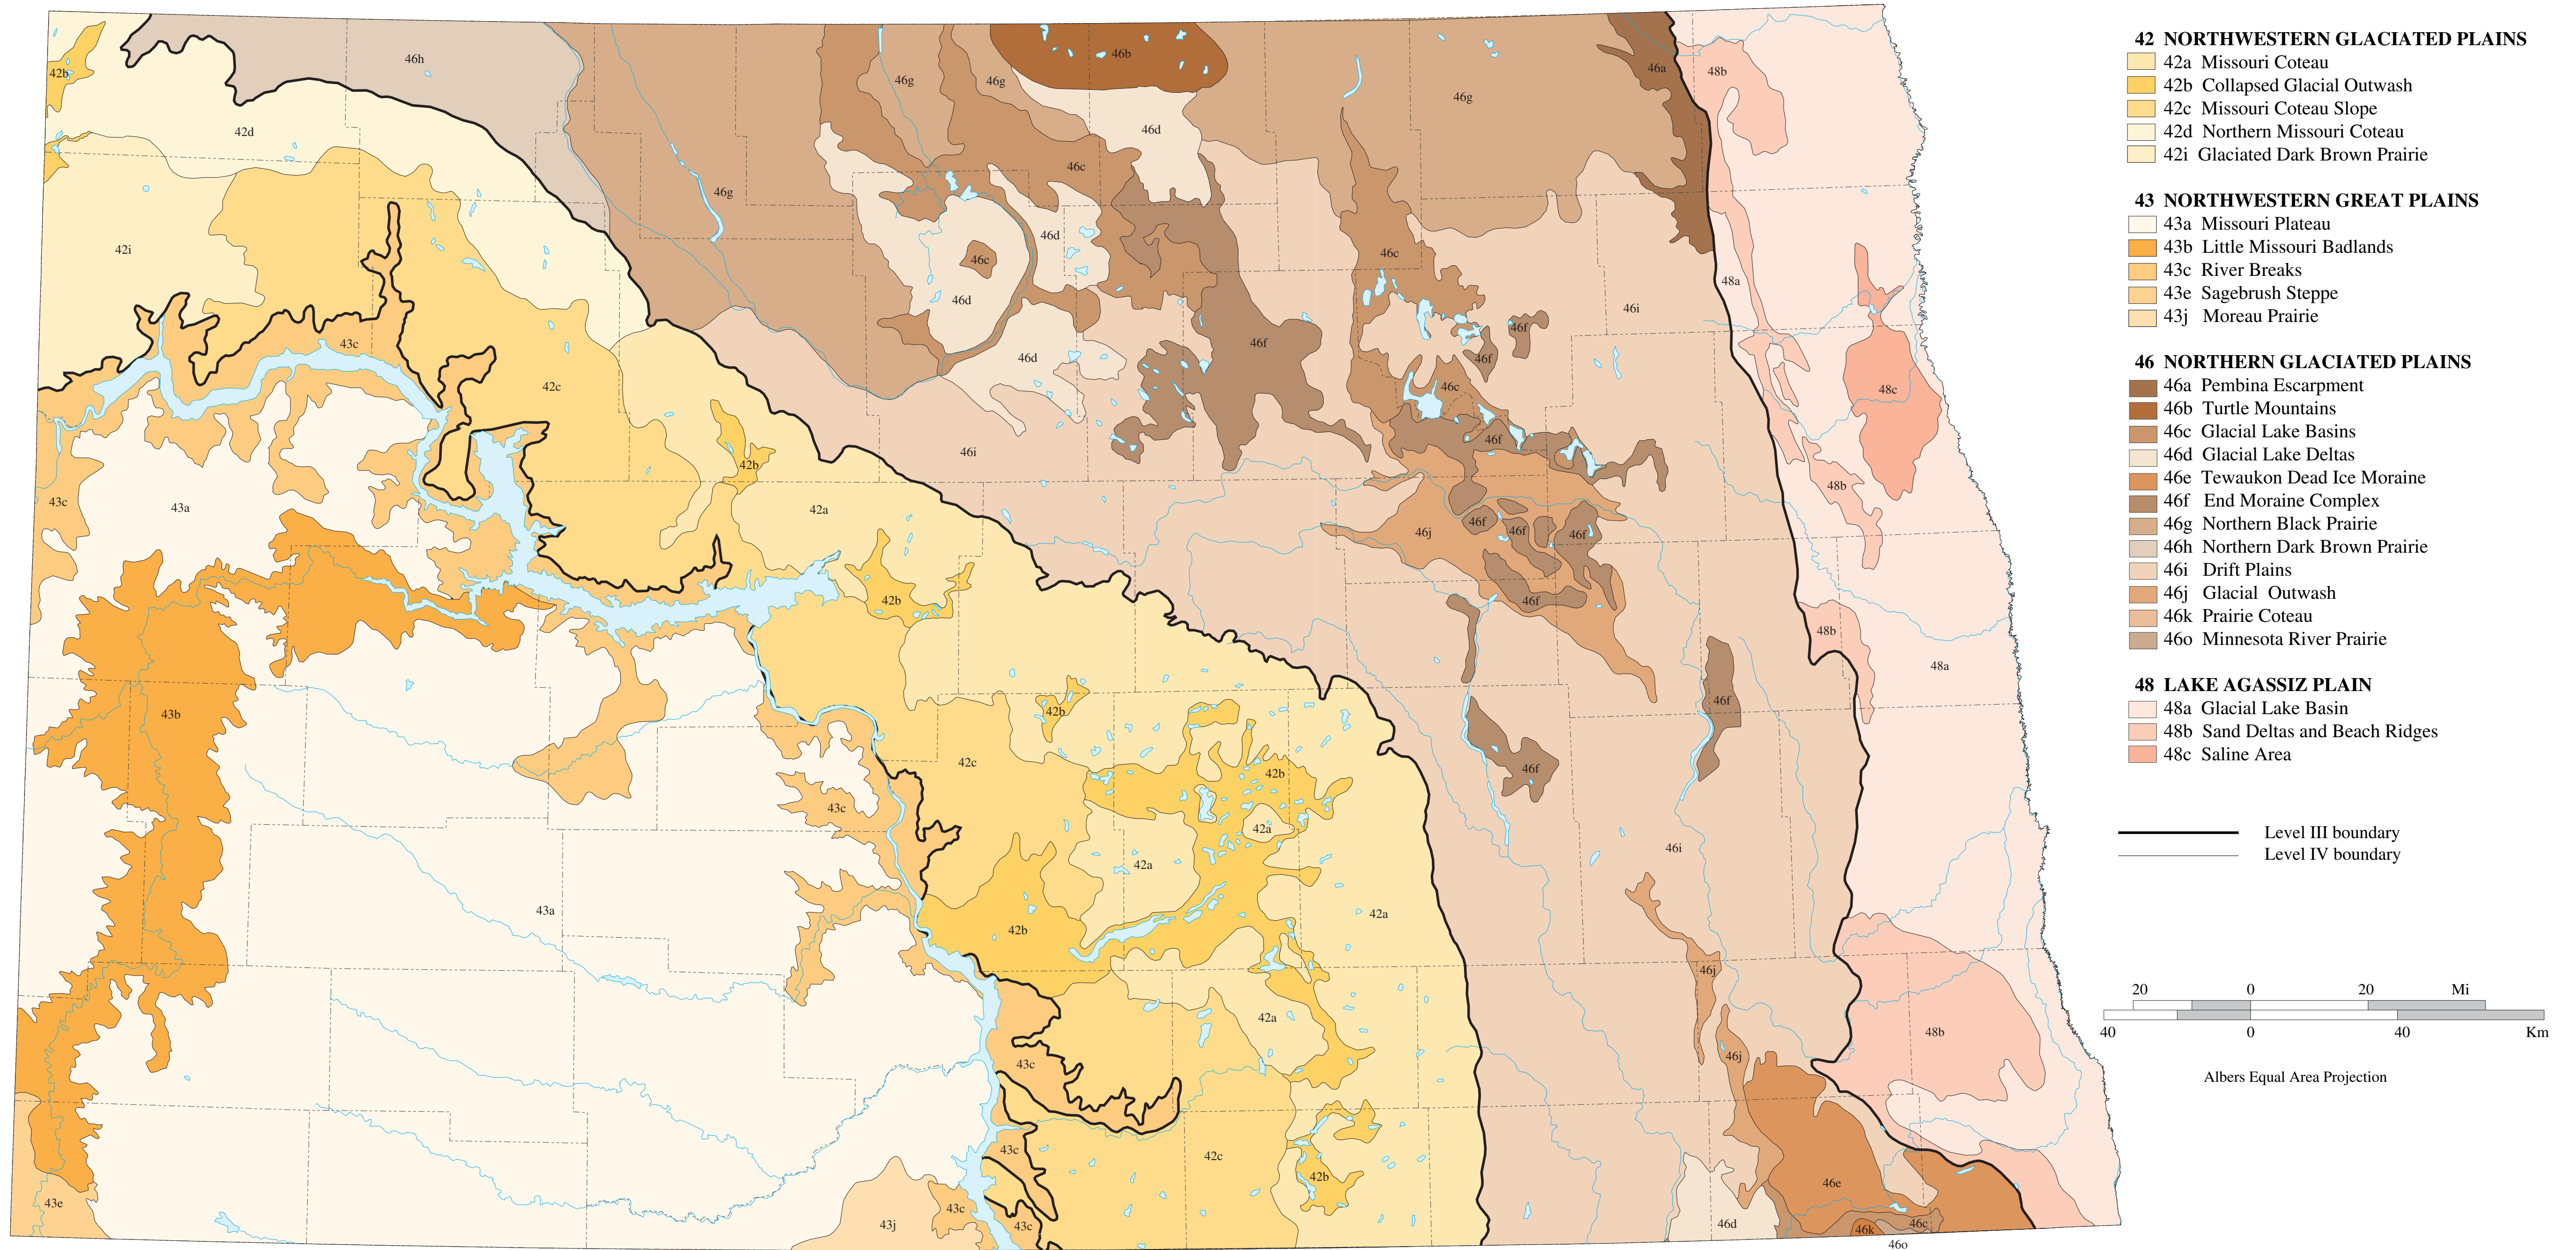 42 NORTHWESTERN GLACIATED PLAINS
42a Missouri Coteau
42b Collapsed Glacial Outwash
42c Missouri Coteau Slope
42d Northern Missouri Coteau
42i Glaciated Dark Brown Prairie
43 NORTHWESTERN GREAT PLAINS
43a Missouri Plateau
43b Little Missouri Badlands
43c River Breaks
43e Sagebrush Steppe
43j Moreau Prairie
46 NORTHERN GLACIATED PLAINS
46a Pembina Escarpment
46b Turtle Mountains
46c Glacial Lake Basins
46d Glacial Lake Deltas
46e Tewaukon Dead Ice Moraine
46f End Moraine Complex
46g Northern Black Prairie
46h Northern Dark Brown Prairie
46i Drift Plains
46j Glacial Outwash
46k Prairie Coteau
46o Minnesota River Prairie
48 LAKE AGASSIZ PLAIN
48a Glacial Lake Basin
48b Sand Deltas and Beach Ridges
48c Saline Area
Level III boundary
Level IV boundary
20 0 20 Mi
40 0 40 Km
Albers Equal Area Projection
42b
46h
46g
46g
46b
46g
46a
48b
42d
46d
46c
46g
42i
46d
46c
46c
46d
48a
46i
43c
46f
46f
46f
46d
42c
46c
48c
46i
46f
42b
48b
43c
43a
42a
46f
46f
46f
46j
42b
46f
48b
48a
43b
42b
46f
42c
46f
42b
43c
42a
46i
42a
43a
42a
42b
46j
42a
48b
43c
46j
43c
42c
42b
46e
43e
43j
43c
43c
46d
46k
46c
46o